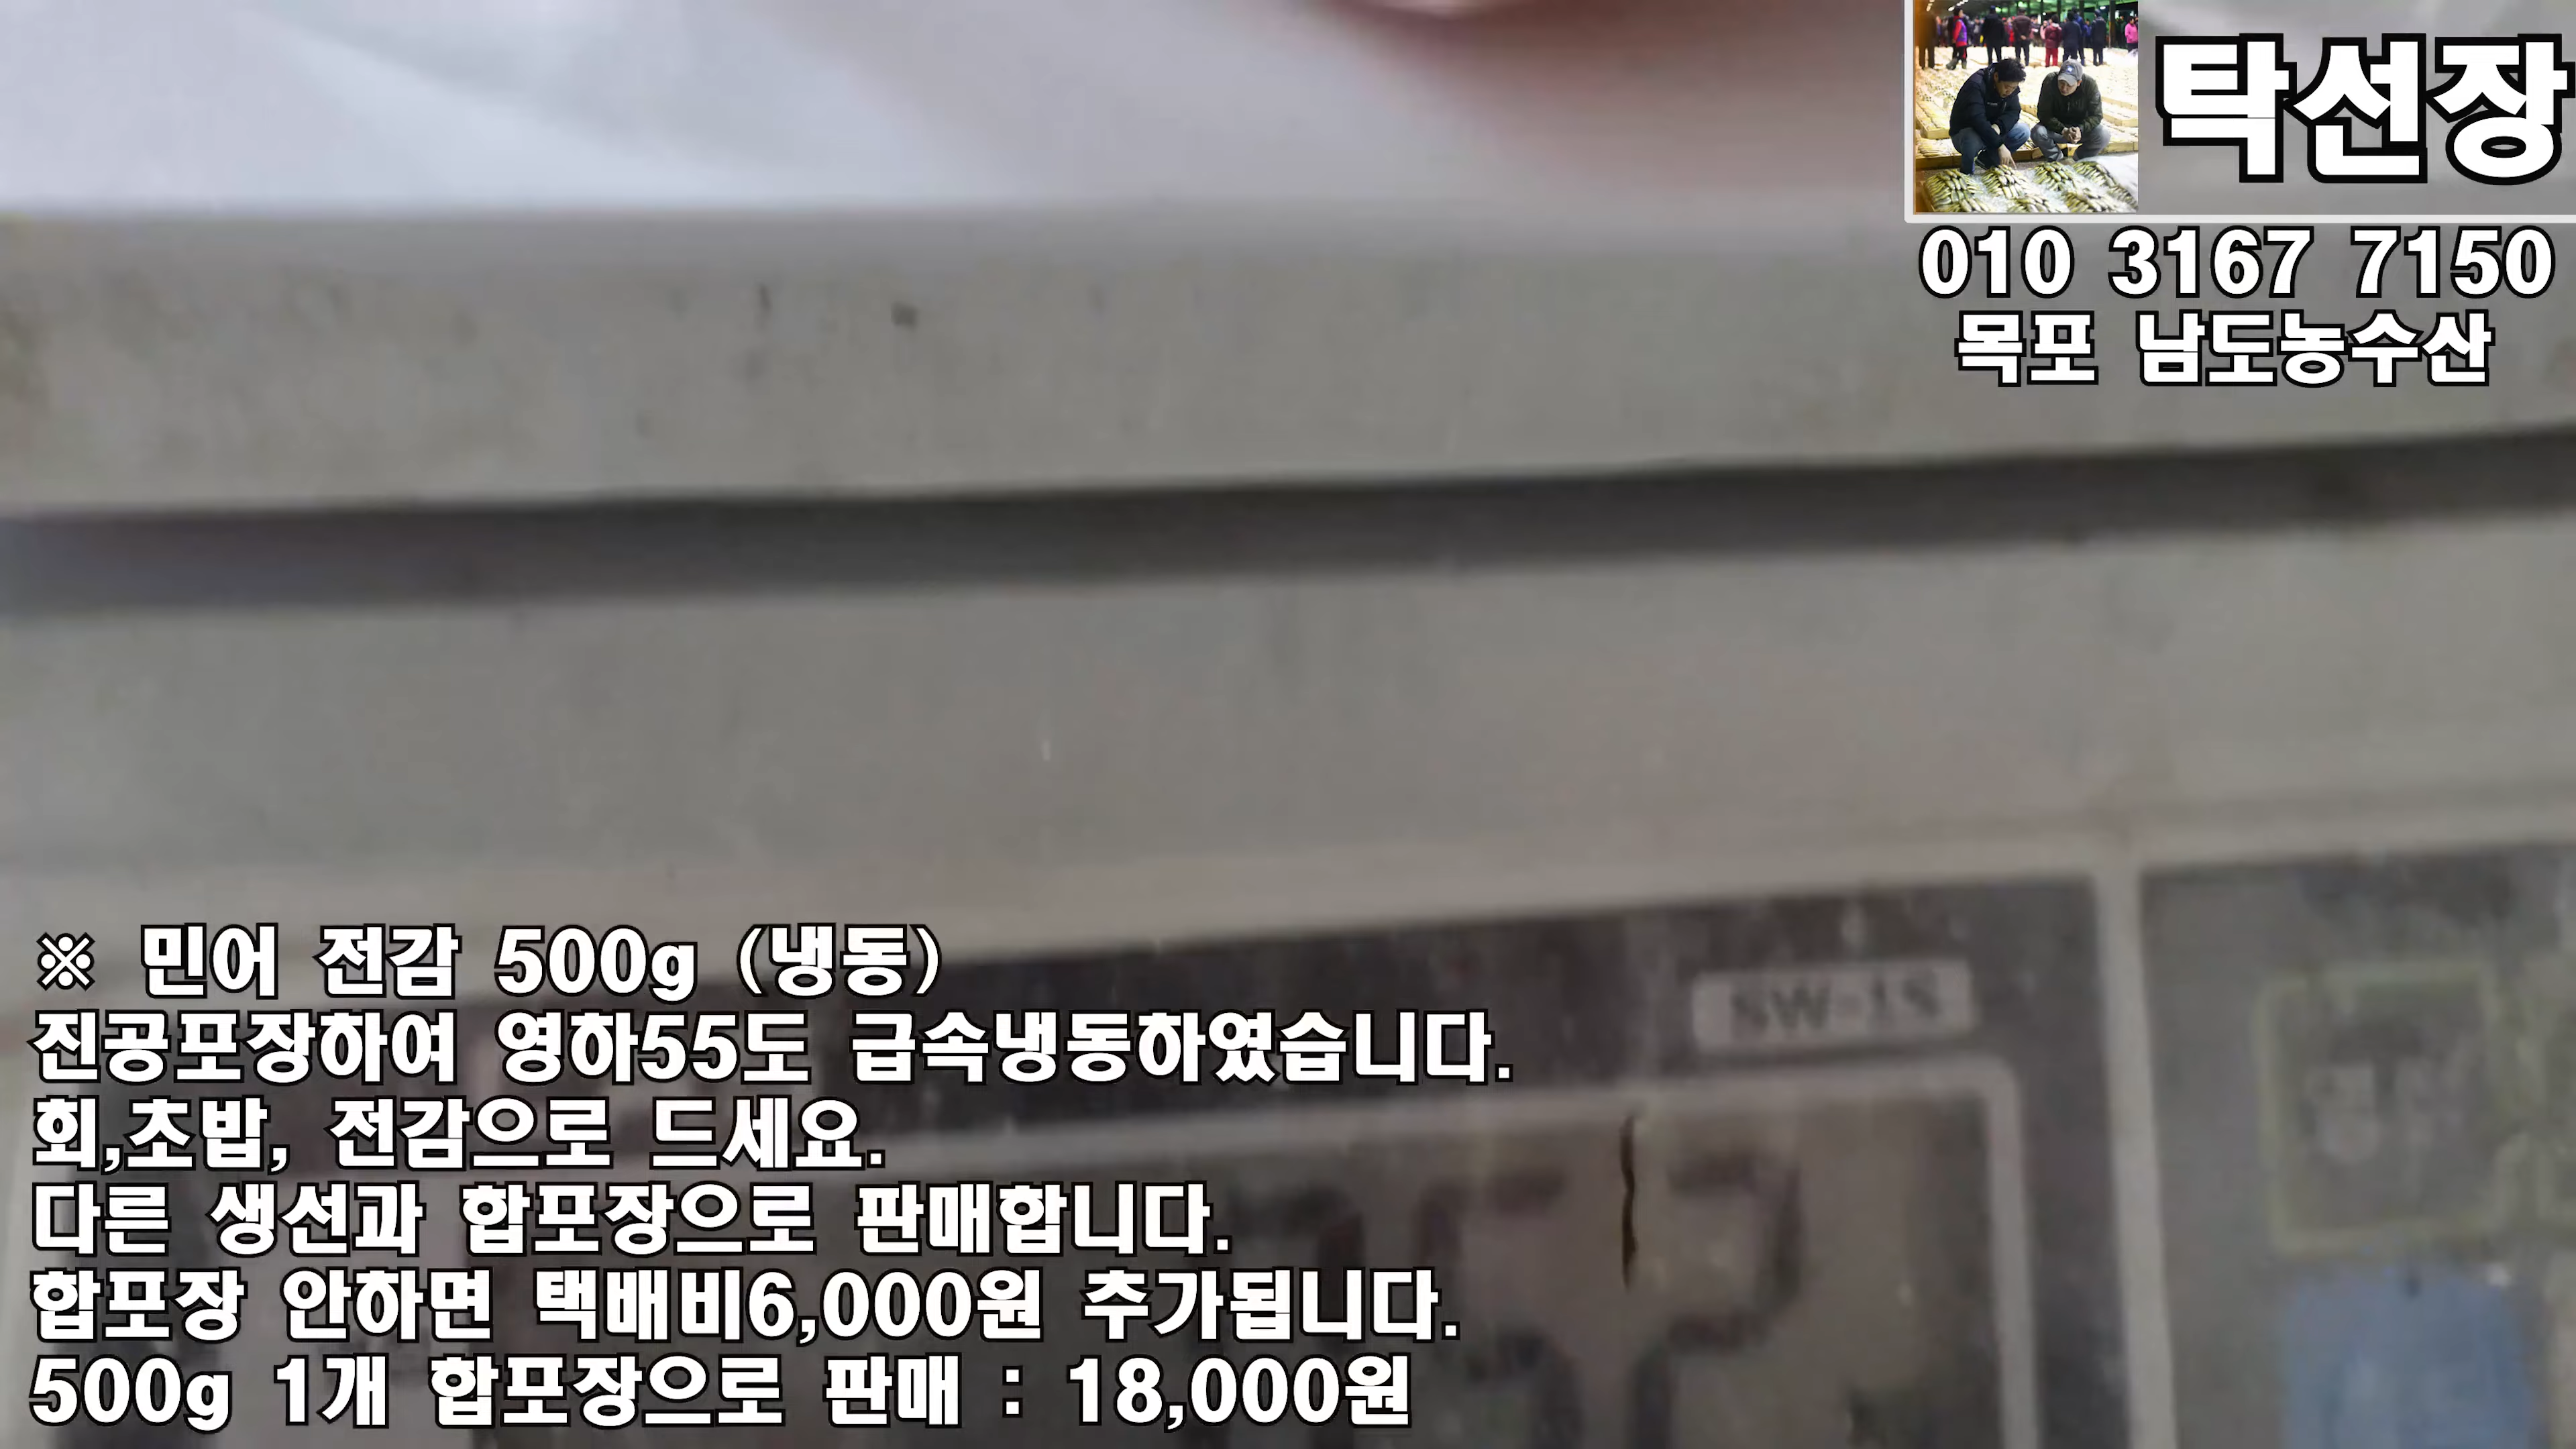 탁선장
010 3167 7150
목포 남도농수산
SW-1S
※ 민어 전감 500g (냉동)
진공포장하여 영하55도 급속냉동하였습니다.
회,초밥, 전감으로 드세요.
다른 생선과 합포장으로 판매합니다.
합포장 안하면 택배비6,000원 추가됩니다.
500g 1개 합포장으로 판매 : 18,000원